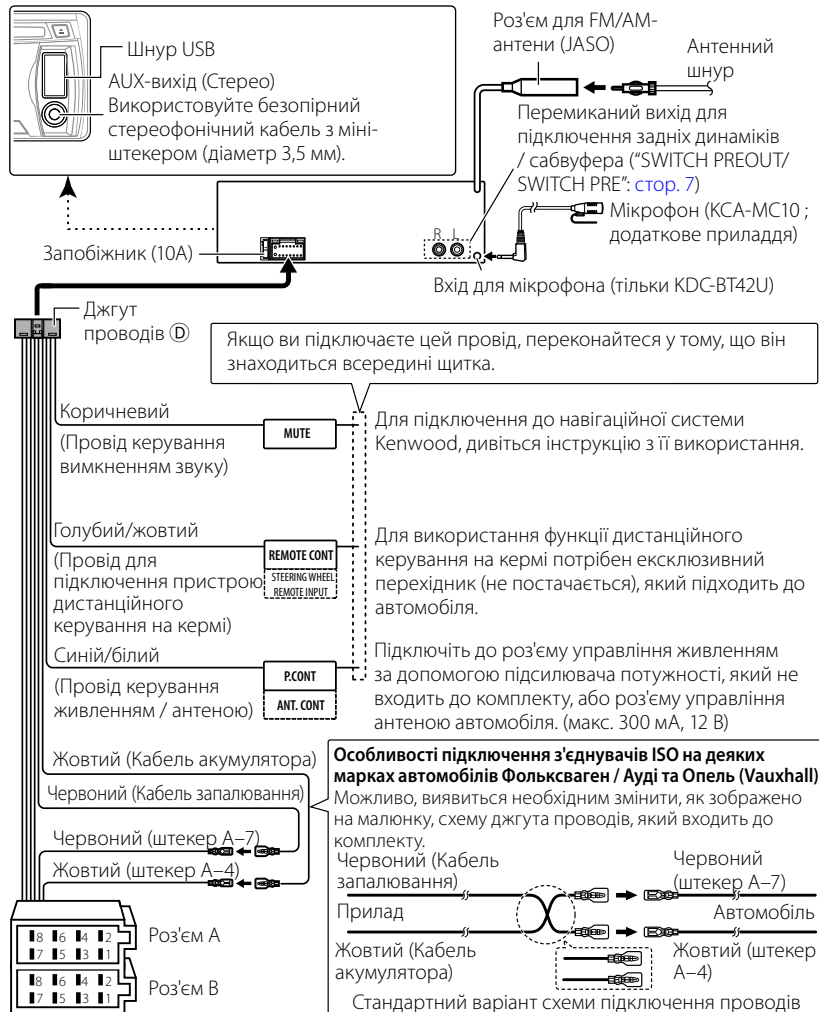 Шнур USB
AUX-вихід (Стерео)
Використовуйте безопірний
стереофонічний кабель з міні-
штекером (діаметр 3,5 мм).
Роз'єм для FM/AM-
антени (JASO)
Антенний
шнур
Перемиканий вихід для
підключення задніх динаміків
/ сабвуфера ("SWITCH PREOUT/
SWITCH PRE": стор. 7)
R L
Мікрофон (KCA-MC10 ;
додаткове приладдя)
Запобіжник (10A)
Вхід для мікрофона (тільки KDC-BT42U)
Джгут
проводів Ⓓ
Якщо ви підключаєте цей провід, переконайтеся у тому, що він
знаходиться всередині щитка.
Коричневий
(Провід керування
вимкненням звуку)
MUTE
Для підключення до навігаційної системи
Kenwood, дивіться інструкцію з її використання.
Голубий/жовтий
(Провід для
підключення пристрою
дистанційного
керування на кермі)
REMOTE CONT
STEERING WHEEL
REMOTE INPUT
Для використання функції дистанційного
керування на кермі потрібен ексклюзивний
перехідник (не постачається), який підходить до
автомобіля.
Синій/білий
(Провід керування
живленням / антеною)
P.CONT
ANT. CONT
Підключіть до роз'єму управління живленням
за допомогою підсилювача потужності, який не
входить до комплекту, або роз'єму управління
антеною автомобіля. (макс. 300 мА, 12 В)
Жовтий (Кабель акумулятора)
Червоний (Кабель запалювання)
Червоний (штекер A–7)
Жовтий (штекер A–4)
Роз'єм A
8 6 4 2
7 5 3 1
Роз'єм B
8 6 4 2
7 5 3 1
Особливості підключення з'єднувачів ISO на деяких
марках автомобілів Фольксваген / Ауді та Опель (Vauxhall)
Можливо, виявиться необхідним змінити, як зображено
на малюнку, схему джгута проводів, який входить до
комплекту.
Червоний (Кабель
запалювання)
Червоний
(штекер A–7)
Прилад
Автомобіль
Жовтий (Кабель
акумулятора)
Жовтий (штекер
A–4)
Стандартний варіант схеми підключення проводів